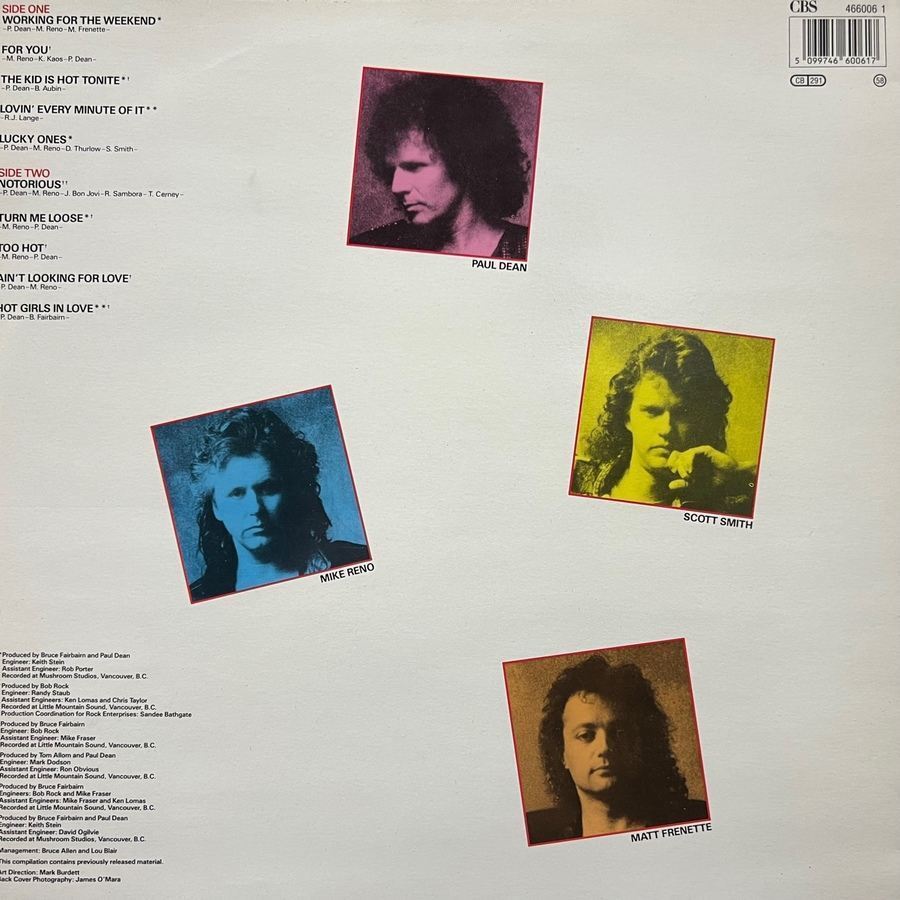 SIDE ONE
WORKING FOR THE WEEKEND*
-P. Dean-M. Reno-M. Frenette-
FOR YOU†
-M. Reno-K. Kaos-P. Dean-
THE KID IS HOT TONITE*†
-P. Dean-B. Aubin-
LOVIN' EVERY MINUTE OF IT**
-R.J. Lange-
LUCKY ONES*
-P. Dean-M. Reno-D. Thurlow-S. Smith-
SIDE TWO
NOTORIOUS††
-P. Dean-M. Reno-J. Bon Jovi-R. Sambora-T. Cerney-
TURN ME LOOSE*†
-M. Reno-P. Dean-
TOO HOT†
-M. Reno-P. Dean-
AIN'T LOOKING FOR LOVE†
P. Dean-M. Reno-
HOT GIRLS IN LOVE**†
P. Dean-B. Fairbairn-
CBS 466006 1
5 099746 600617
CB 291
58
PAUL DEAN
SCOTT SMITH
MIKE RENO
MATT FRENETTE
*Produced by Bruce Fairbairn and Paul Dean
Engineer: Keith Stein
Assistant Engineer: Rob Porter
Recorded at Mushroom Studios, Vancouver, B.C.
Produced by Bob Rock
Engineer: Randy Staub
Assistant Engineers: Ken Lomas and Chris Taylor
Recorded at Little Mountain Sound, Vancouver, B.C.
Production Coordination for Rock Enterprises: Sandee Bathgate
Produced by Bruce Fairbairn
Engineer: Bob Rock
Assistant Engineer: Mike Fraser
Recorded at Little Mountain Sound, Vancouver, B.C.
Produced by Tom Allom and Paul Dean
Engineer: Mark Dodson
Assistant Engineer: Ron Obvious
Recorded at Little Mountain Sound, Vancouver, B.C.
Produced by Bruce Fairbairn
Engineers: Bob Rock and Mike Fraser
Assistant Engineers: Mike Fraser and Ken Lomas
Recorded at Little Mountain Sound, Vancouver, B.C.
Produced by Bruce Fairbairn and Paul Dean
Engineer: Keith Stein
Assistant Engineer: David Ogilvie
Recorded at Mushroom Studios, Vancouver, B.C.
Management: Bruce Allen and Lou Blair
This compilation contains previously released material.
Art Direction: Mark Burdett
Back Cover Photography: James O'Mara